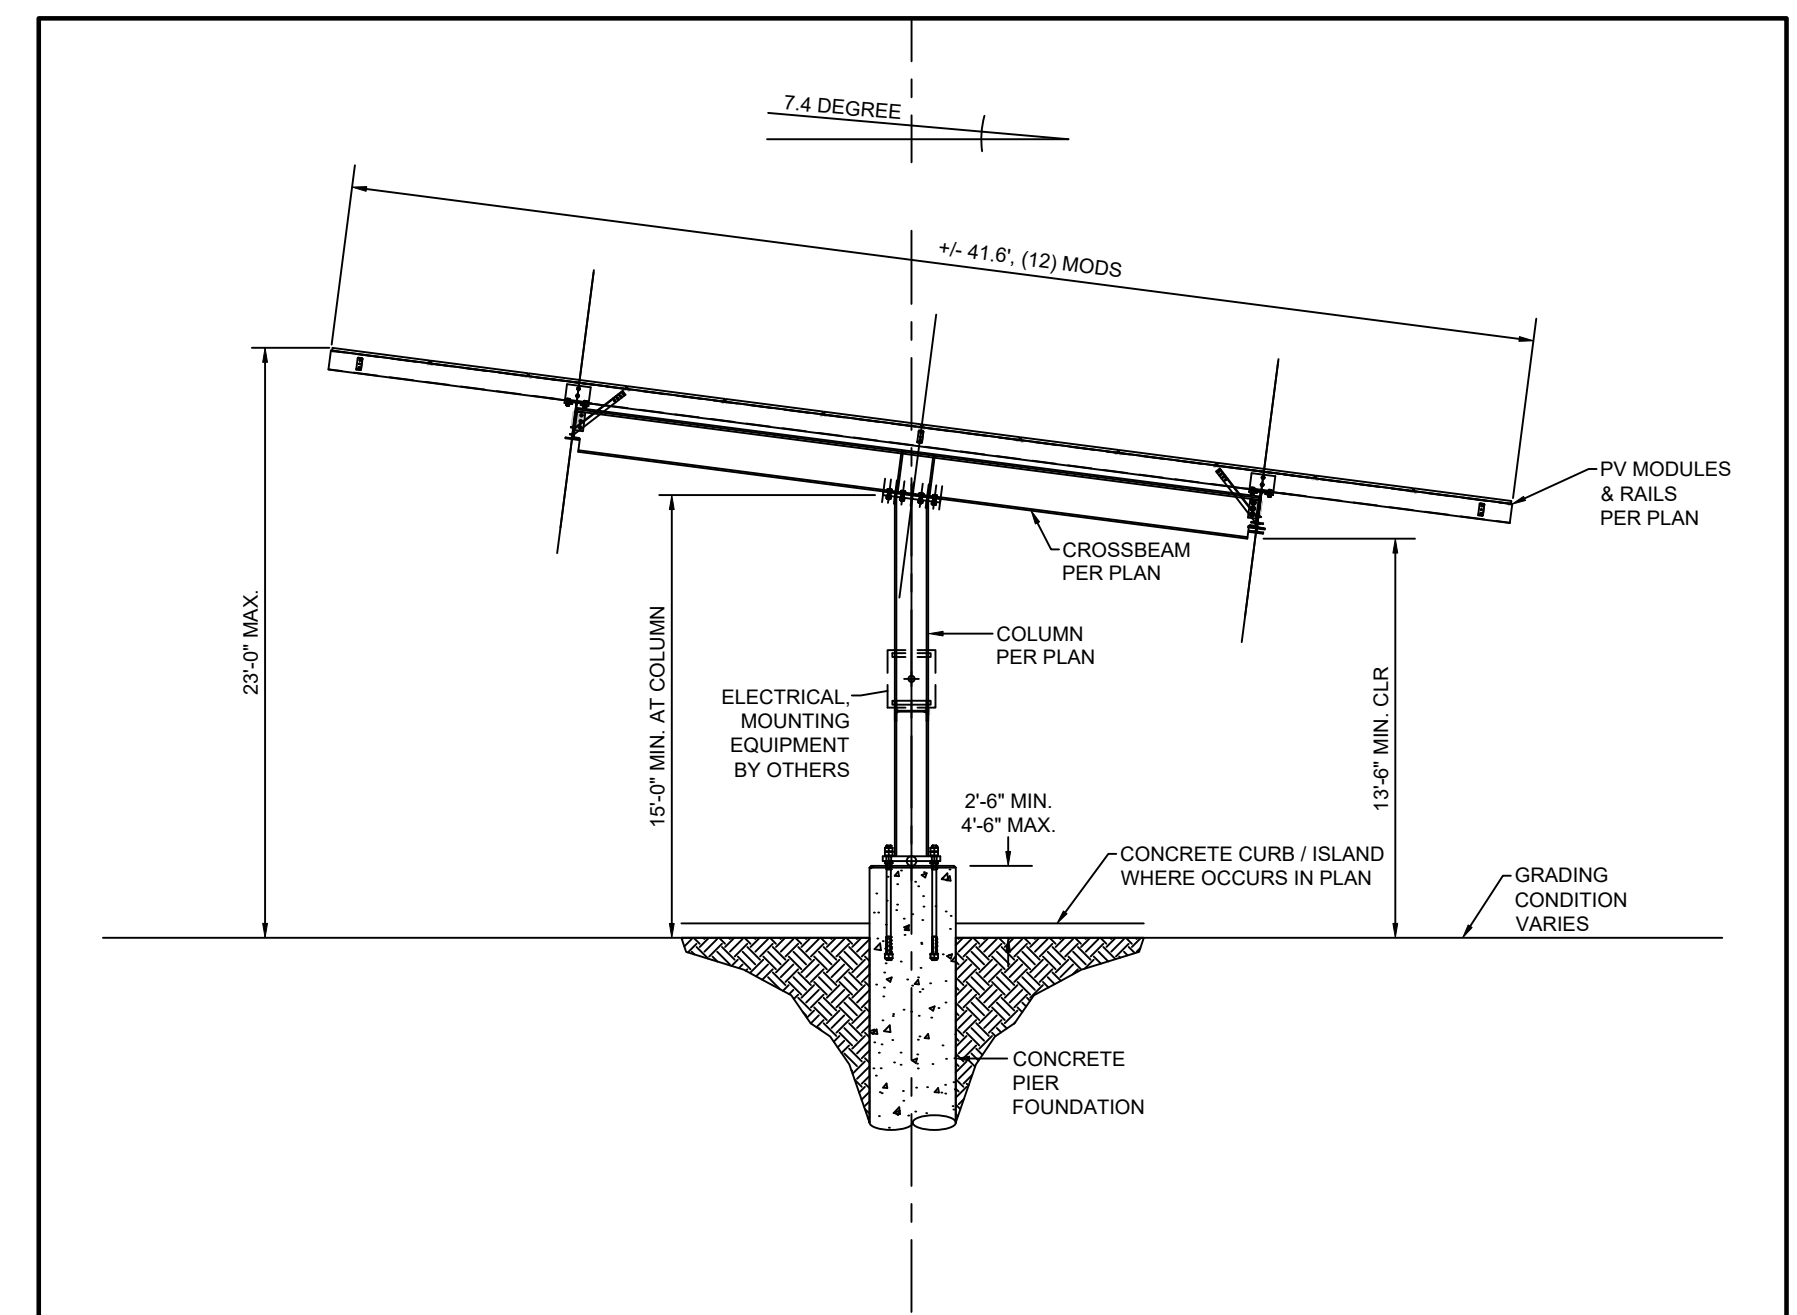 7.4 DEGREE
+/- 41.6', (12) MODS
PV MODULES
& RAILS
PER PLAN
CROSSBEAM
PER PLAN
23'-0" MAX.
15'-0" MIN. AT COLUMN
COLUMN
PER PLAN
13'-6" MIN. CLR
ELECTRICAL,
MOUNTING
EQUIPMENT
BY OTHERS
2'-6" MIN.
4'-6" MAX.
CONCRETE CURB / ISLAND
WHERE OCCURS IN PLAN
GRADING
CONDITION
VARIES
CONCRETE
PIER
FOUNDATION